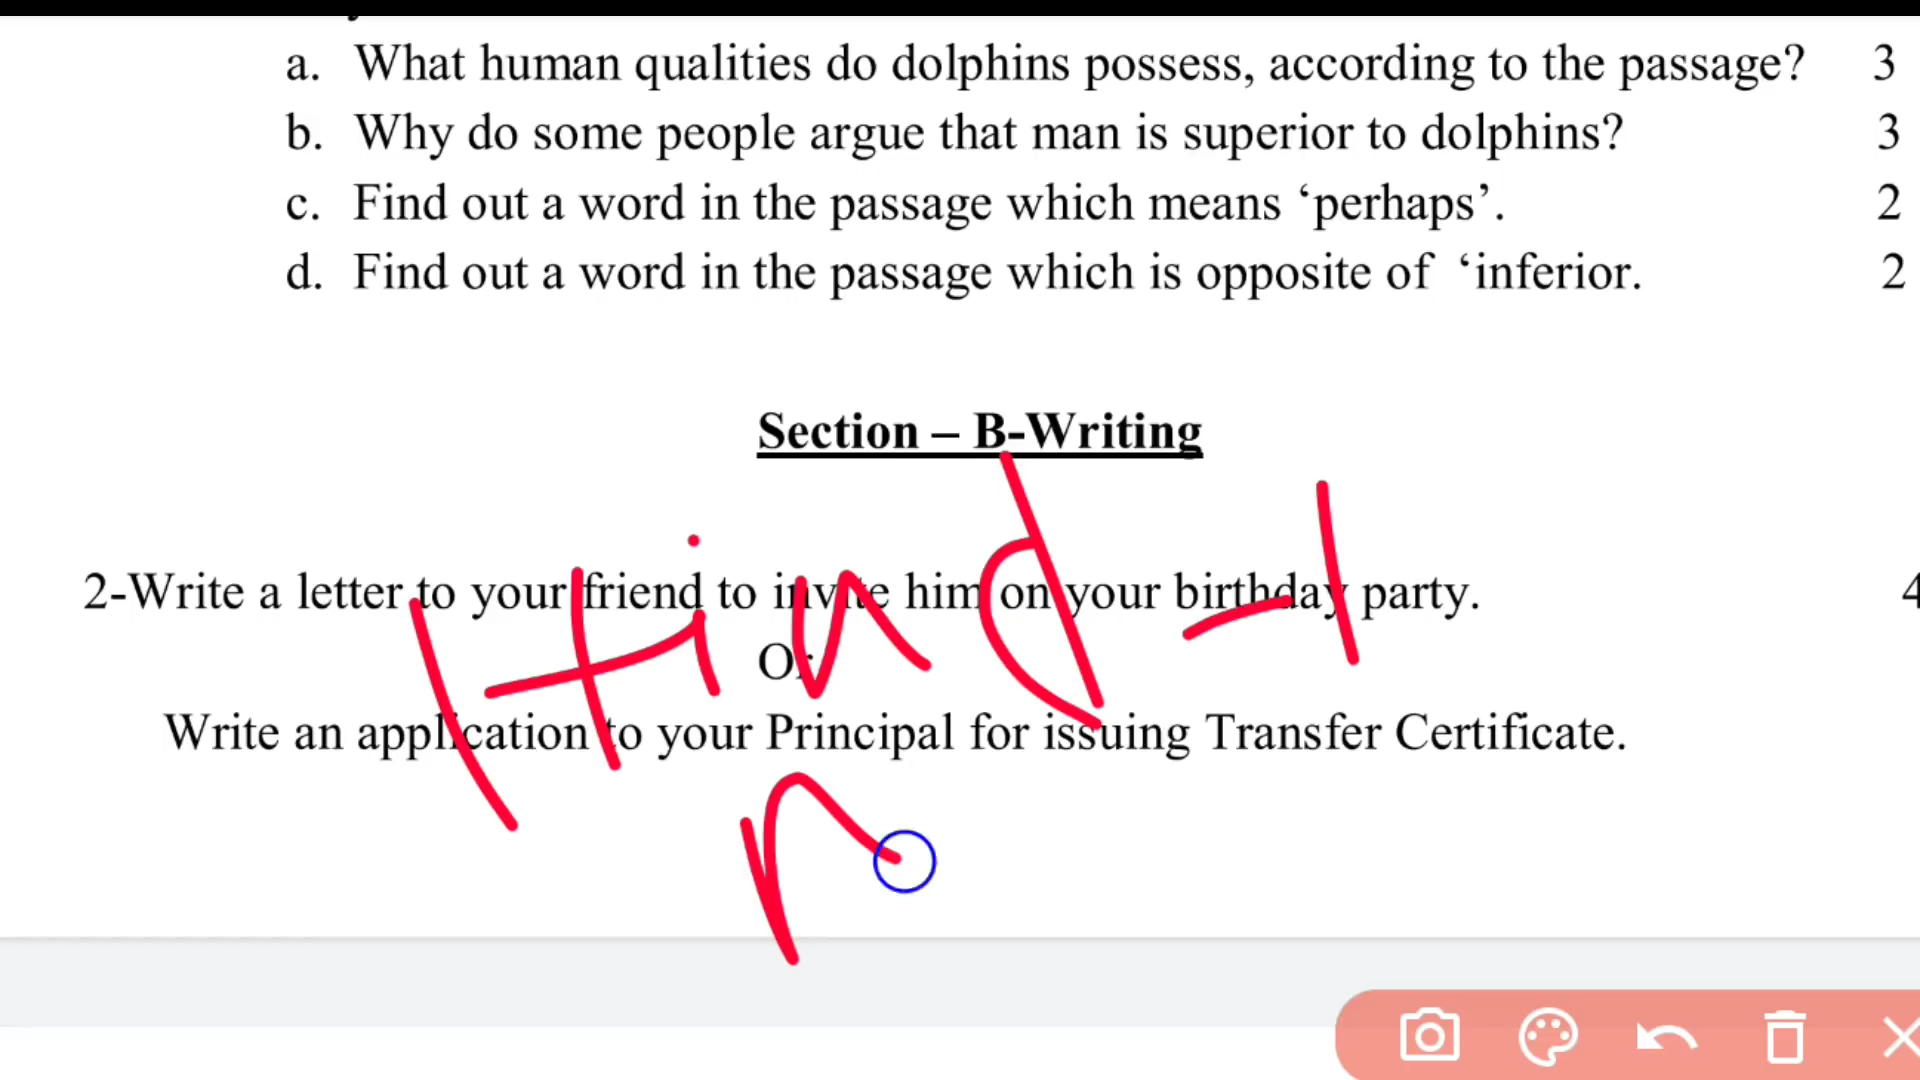 a. What human qualities do dolphins possess, according to the passage? 3
b. Why do some people argue that man is superior to dolphins? 3
c. Find out a word in the passage which means ‘perhaps’. 2
d. Find out a word in the passage which is opposite of ‘inferior. 2
Section – B-Writing
2-Write a letter to your friend to invite him on your birthday party. 4
Or
Write an application to your Principal for issuing Transfer Certificate.